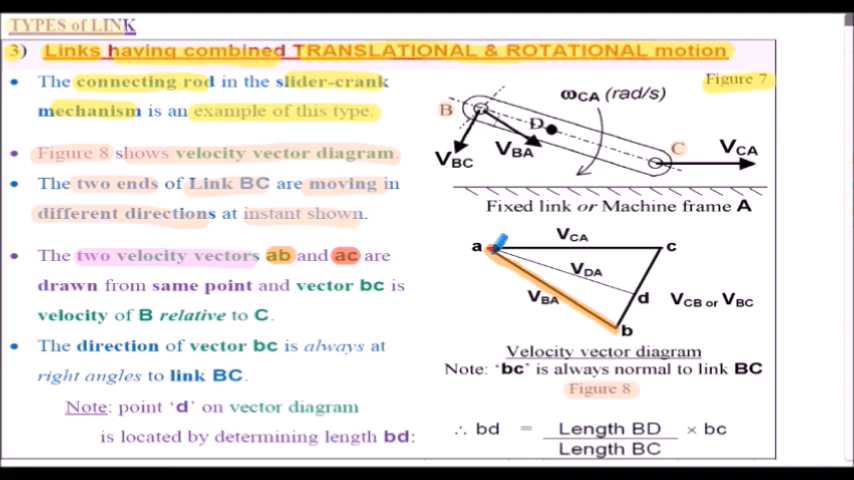 TYPES of LINK
3) Links having combined TRANSLATIONAL & ROTATIONAL motion
• The connecting rod in the slider-crank
mechanism is an example of this type.
• Figure 8 shows velocity vector diagram.
• The two ends of Link BC are moving in
different directions at instant shown.
• The two velocity vectors ab and ac are
drawn from same point and vector bc is
velocity of B relative to C.
• The direction of vector bc is always at
right angles to link BC.
Note: point ‘d’ on vector diagram
is located by determining length bd:
Figure 7
ωCA (rad/s)
B
D
C
VCA
VBC
VBA
Fixed link or Machine frame A
VCA
a
c
VDA
VBA
d
VCB or VBC
b
Velocity vector diagram
Note: ‘bc’ is always normal to link BC
Figure 8
∴ bd = Length BD × bc
Length BC